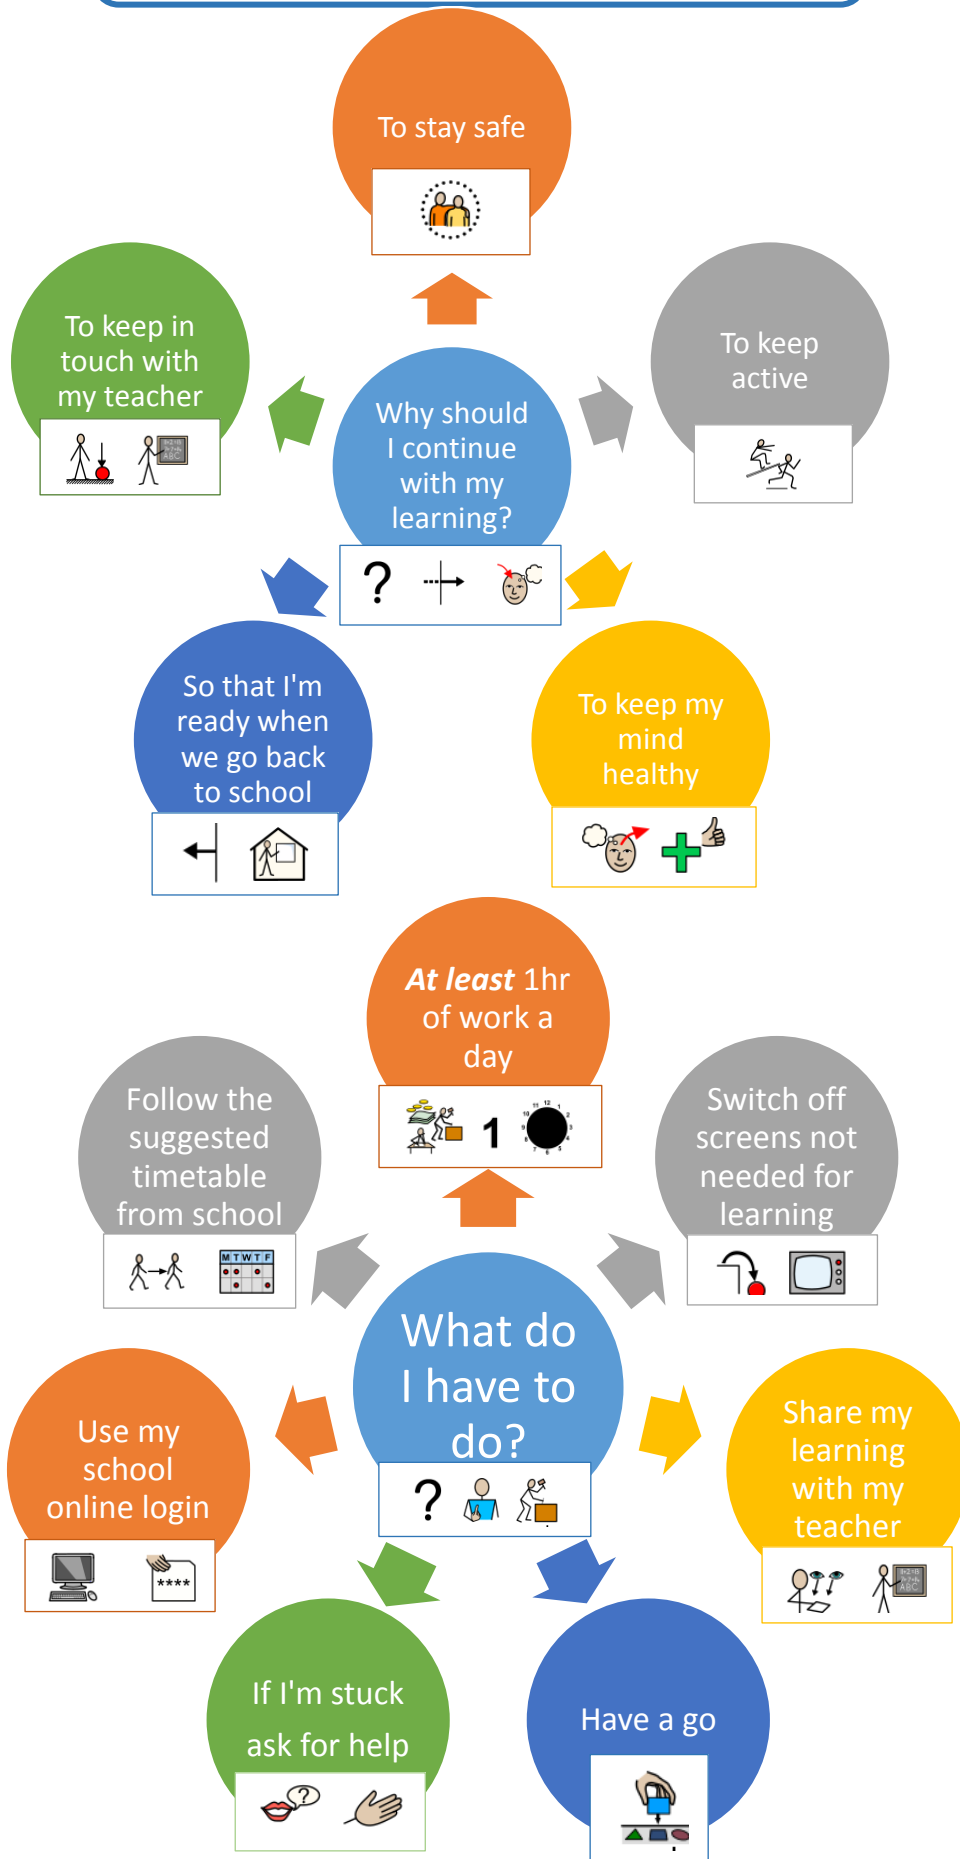 To stay safe
To keep in
touch with
my teacher
To keep
active
Why should
I continue
with my
learning?
?
So that I'm
ready when
we go back
to school
To keep my
mind
healthy
At least 1hr
of work a
day
1
Follow the
suggested
timetable
from school
M T W T F
Switch off
screens not
needed for
learning
What do
I have to
do?
?
Use my
school
online login
****
Share my
learning
with my
teacher
If I'm stuck
ask for help
?
Have a go